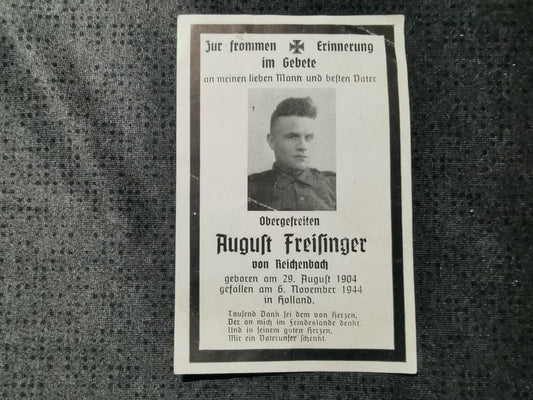 Zur frommen Erinnerung
im Gebete
an meinen lieben Mann und besten Vater
Obergefreiten
August Freisinger
von Reichenbach
geboren am 29. August 1904
gefallen am 6. November 1944
in Holland.
Tausend Dank sei dem von Herzen,
Der an mich im Feindeslande denkt,
Und in seinem guten Herzen,
Mir ein Vaterunser schenkt.